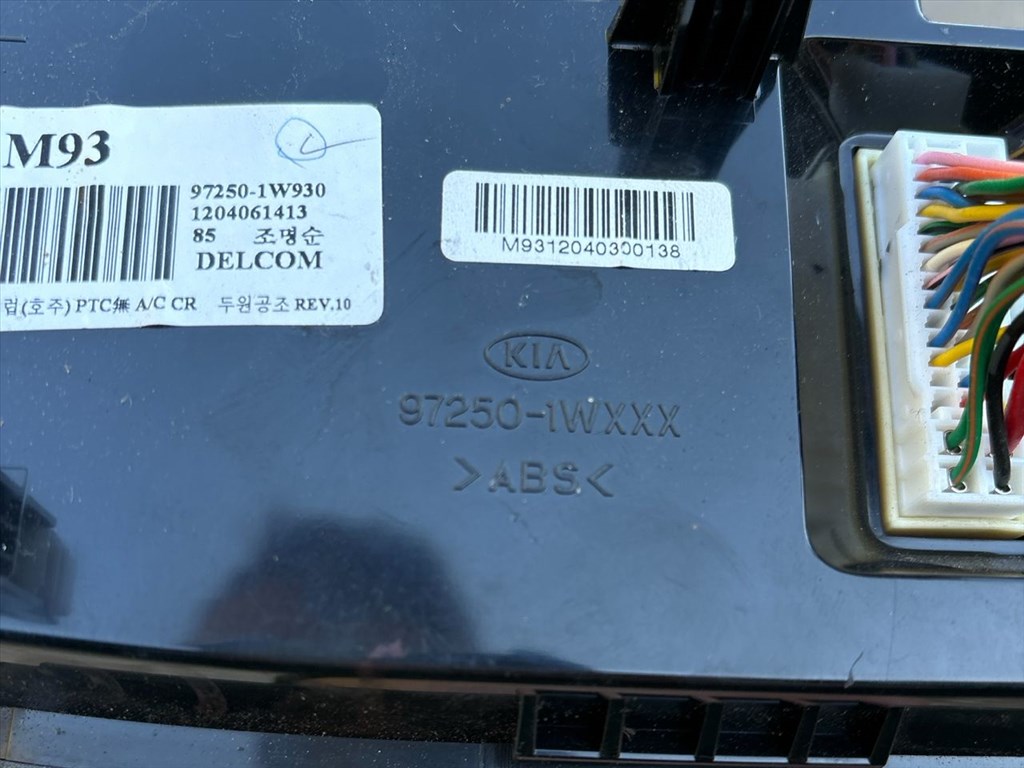 M93
97250-1W930
1204061413
85 조명순
DELCOM
럽(호주) PTC無 A/C CR 두원공조 REV.10
M9312040300138
KIA
97250-1WXXX
>ABS<